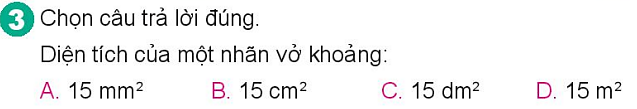 3 Chọn câu trả lời đúng.
Diện tích của một nhãn vở khoảng:
A. 15 mm² B. 15 cm² C. 15 dm² D. 15 m²